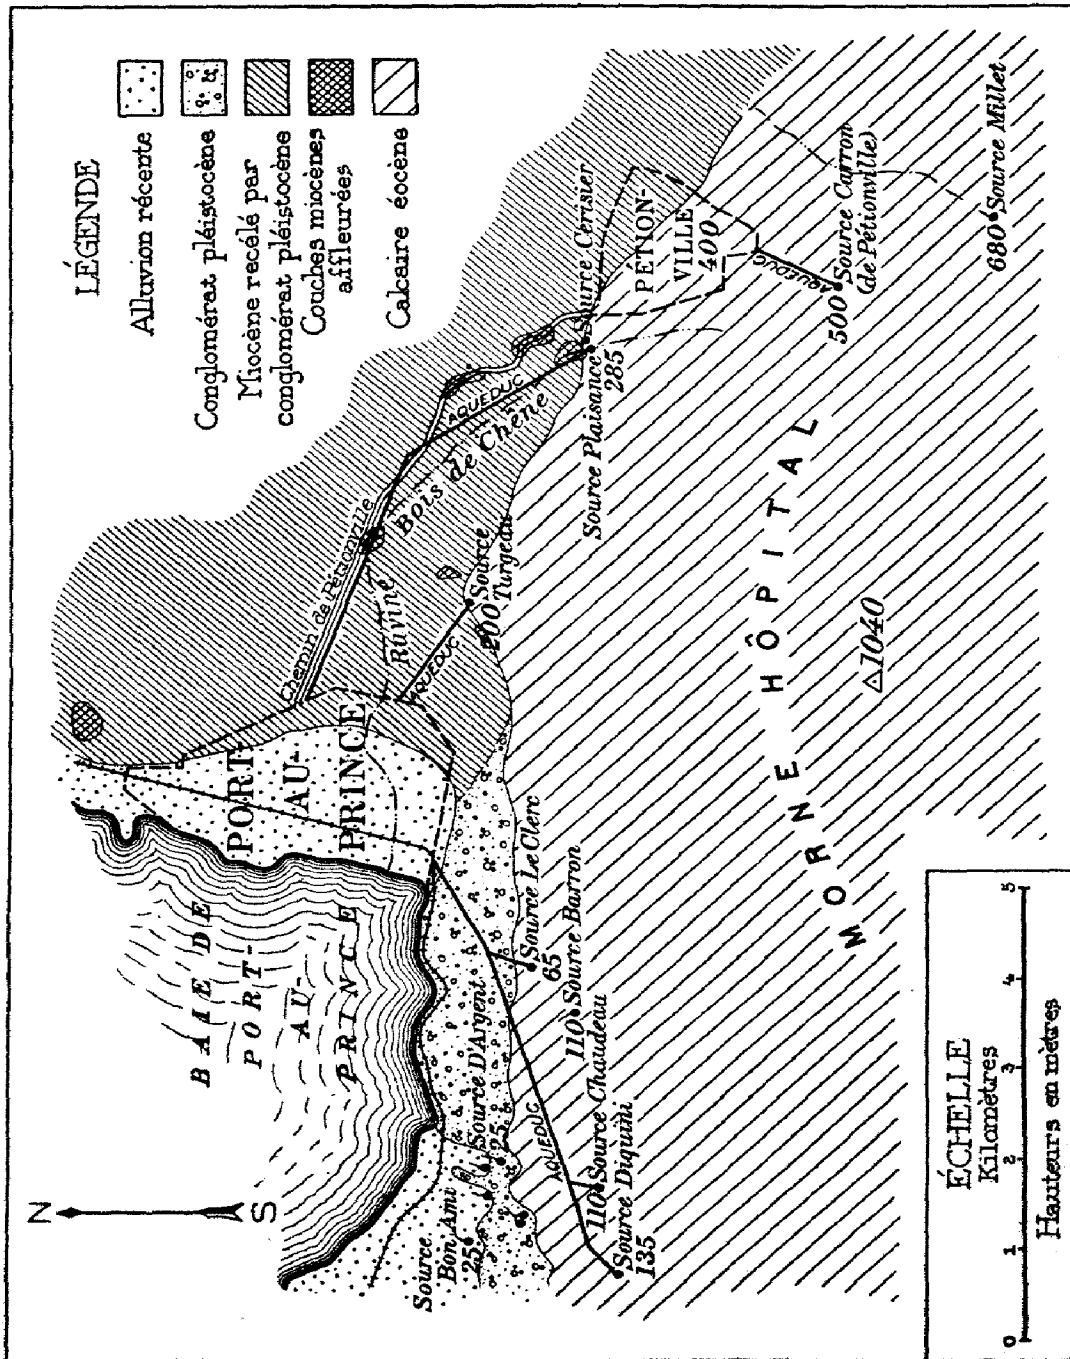 LÉGENDE
Alluvion récente
Conglomérat pléistocène
Miocène recélé par
conglomérat pléistocène
Couches miocènes
affleurées
Calcaire éocène
N
S
BAIE DE
PORT-
AU-
PRINCE
PORT-
AU-
PRINCE
Chemin de Pétionville
Ravine
Bois de Chêne
AQUEDUC
AQUEDUC
Source
Turgeau
200
Source Cerisier
Source Plaisance
285
PÉTION-
VILLE
400
AQUEDUC
500
Source Carron
(de Pétionville)
680
Source Millet
Source Le Clerc
65
110
Source Barron
Source D'Argent
25
Source
Bon Ami
25
AQUEDUC
110
Source Chaudeau
Source Diquini
135
MORNE HÔPITAL
1040
ÉCHELLE
Kilomètres
0 1 2 3 4 5
Hauteurs en mètres